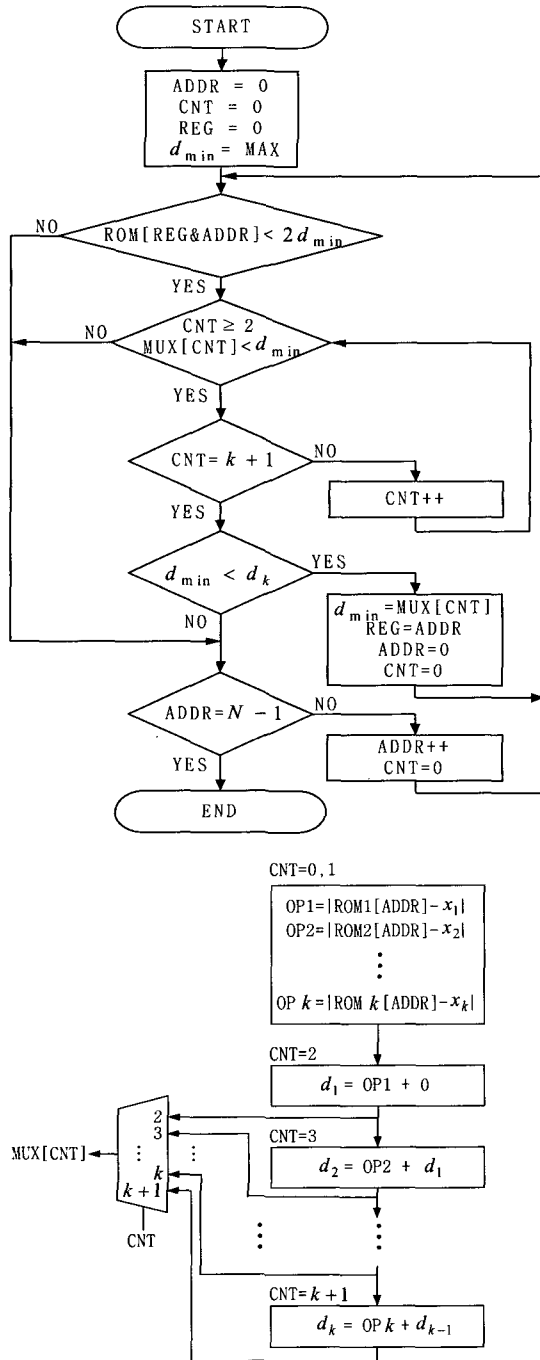 START
ADDR = 0
CNT = 0
REG = 0
d_min = MAX
ROM[REG&ADDR]< 2d_min
NO
YES
CNT ≥ 2
MUX[CNT]<d_min
NO
YES
CNT= k + 1
NO
CNT++
YES
d_min < d_k
YES
d_min=MUX[CNT]
REG=ADDR
ADDR=0
CNT=0
NO
ADDR=N - 1
NO
ADDR++
CNT=0
YES
END
CNT=0,1
OP1=|ROM1[ADDR]-x_1|
OP2=|ROM2[ADDR]-x_2|
⋮
OP k=|ROM k[ADDR]-x_k|
CNT=2
d_1 = OP1 + 0
2
CNT=3
3
d_2 = OP2 + d_1
MUX[CNT]
⋮
⋮
k
k+1
CNT
⋮
⋮
CNT=k+1
d_k = OP k + d_k-1